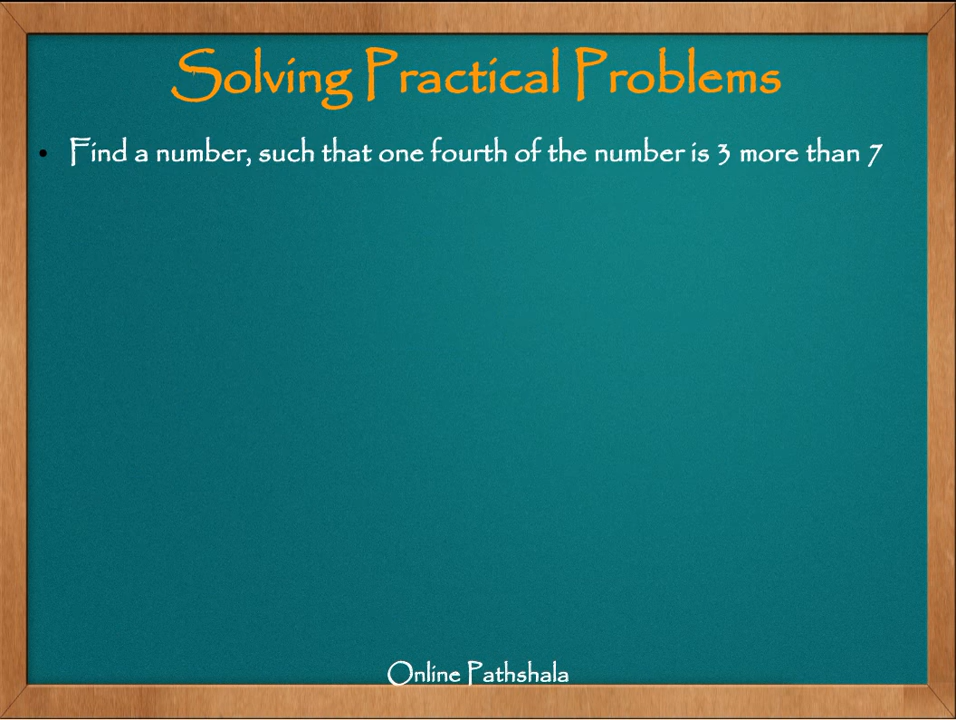 Solving Practical Problems
• Find a number, such that one fourth of the number is 3 more than 7
Online Pathshala